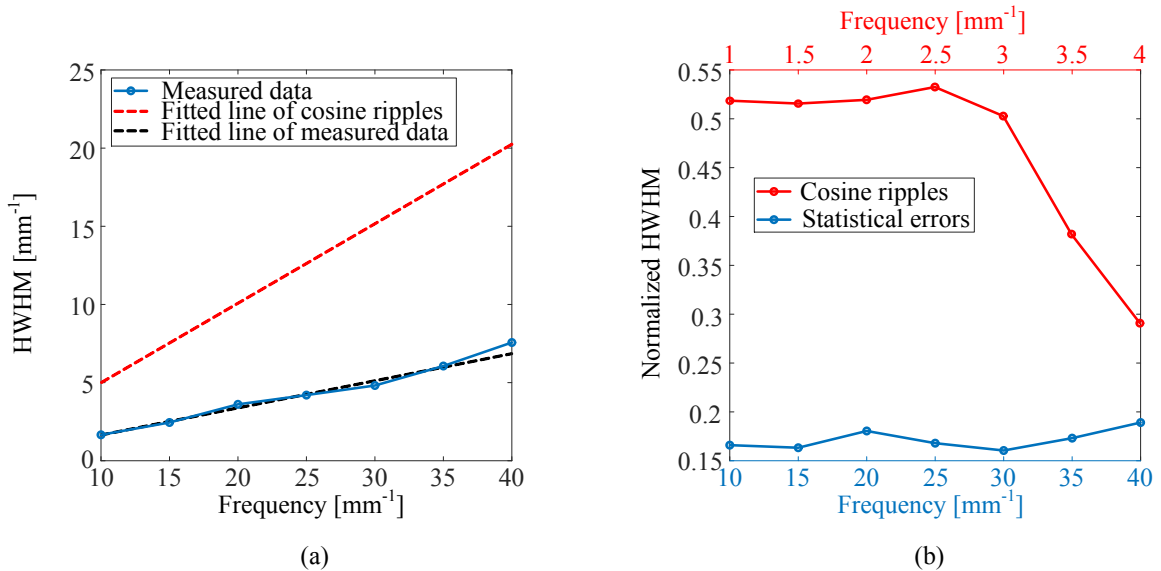 25
20
15
10
5
0
HWHM [mm⁻¹]
Measured data
Fitted line of cosine ripples
Fitted line of measured data
10 15 20 25 30 35 40
Frequency [mm⁻¹]
(a)
Frequency [mm⁻¹]
1 1.5 2 2.5 3 3.5 4
0.55
0.5
0.45
0.4
0.35
0.3
0.25
0.2
0.15
Normalized HWHM
Cosine ripples
Statistical errors
10 15 20 25 30 35 40
Frequency [mm⁻¹]
(b)